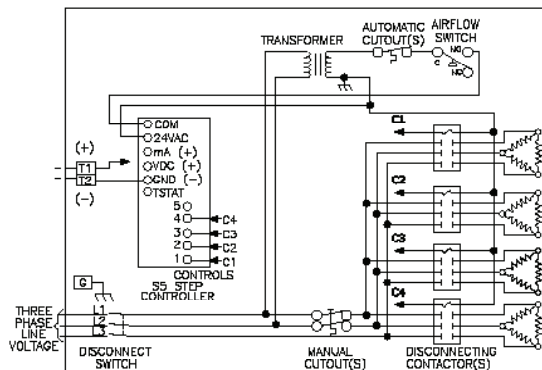 AUTOMATIC
CUTOUT(S)
AIRFLOW
SWITCH
TRANSFORMER
NO
C
COM
24VAC
mA (+)
VDC (+)
GND (-)
TSTAT
5
4
3
2
1
C4
C3
C2
C1
CONTROLS
S5 STEP
CONTROLLER
(+)
T1
T2
(-)
C1
C2
C3
C4
G
THREE
PHASE
LINE
VOLTAGE
L1
L2
L3
DISCONNECT
SWITCH
MANUAL
CUTOUT(S)
DISCONNECTING
CONTACTOR(S)